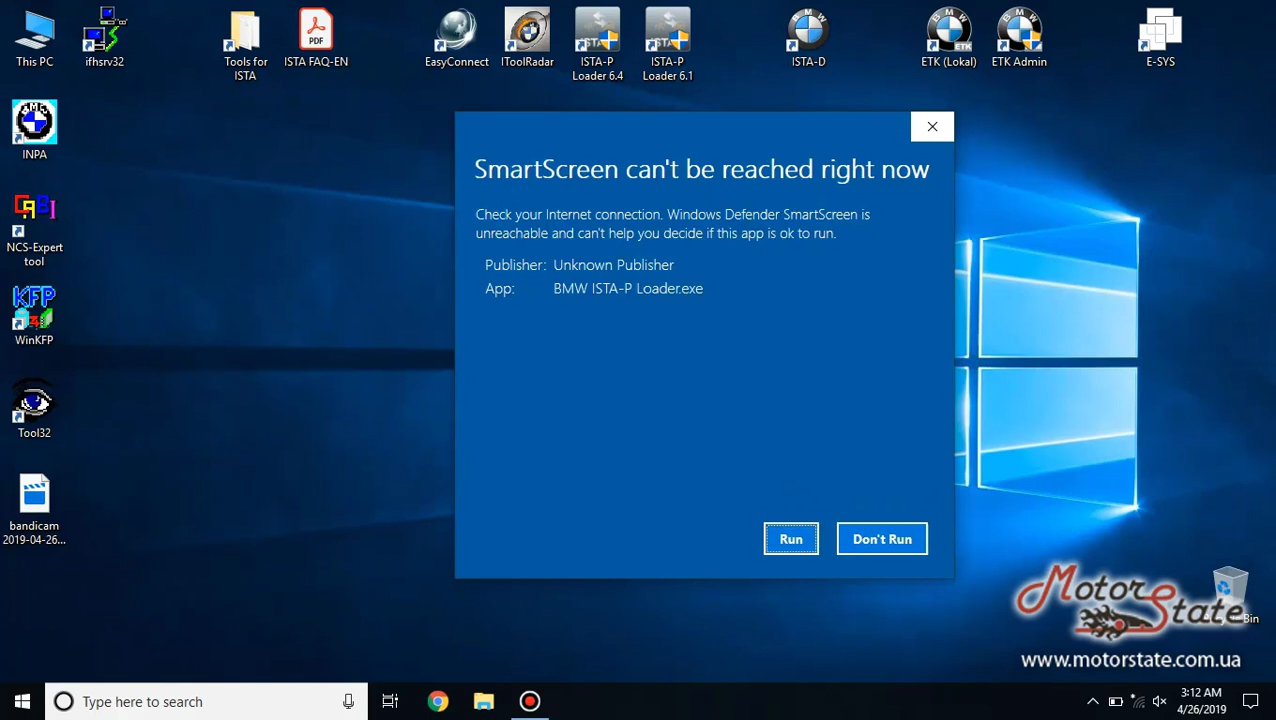 This PC
ifhsrv32
Tools for
ISTA
PDF
ISTA FAQ-EN
EasyConnect
IToolRadar
ISTA-P
Loader 6.4
ISTA-P
Loader 6.1
ISTA-D
ETK
ETK (Lokal)
ETK Admin
E-SYS
INPA
NCS-Expert
tool
KFP
WinKFP
Tool32
bandicam
2019-04-26...
SmartScreen can't be reached right now
Check your Internet connection. Windows Defender SmartScreen is
unreachable and can't help you decide if this app is ok to run.
Publisher: Unknown Publisher
App: BMW ISTA-P Loader.exe
Run
Don't Run
Motor
State
Bin
www.motorstate.com.ua
Type here to search
3:12 AM
4/26/2019